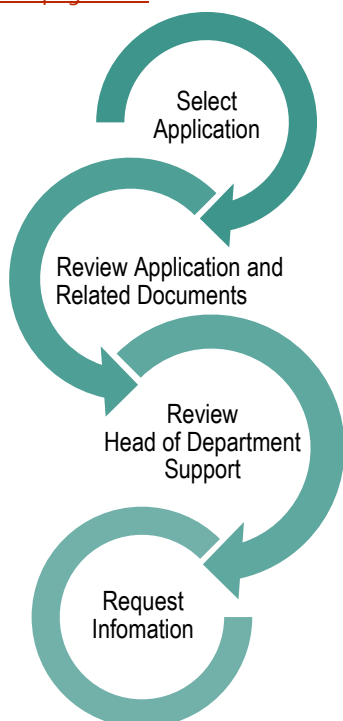 Select
Application
Review Application and
Related Documents
Review
Head of Department
Support
Request
Infomation